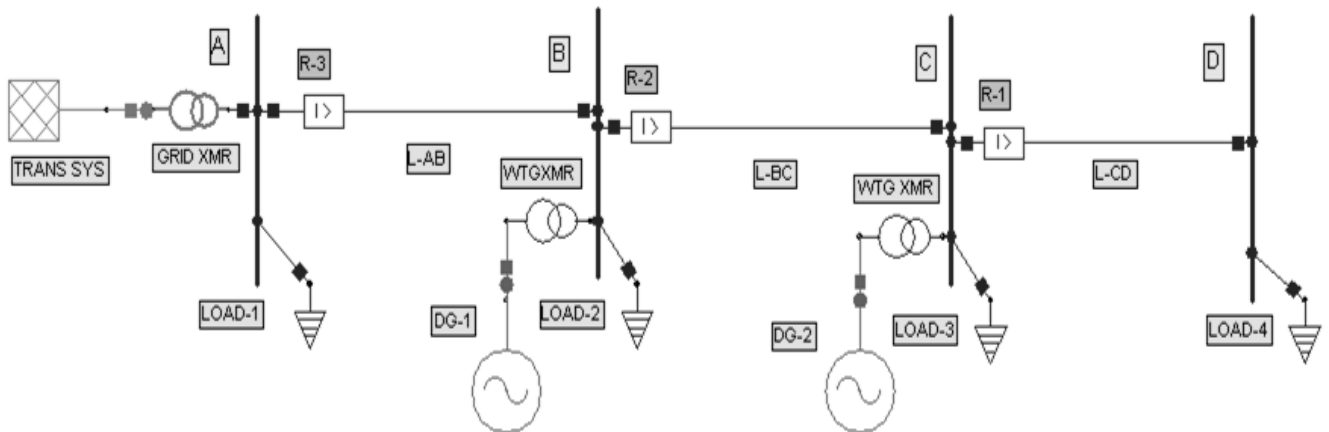 A
B
C
D
R-3
R-2
R-1
I>
I>
I>
TRANS SYS
GRID XMR
L-AB
WTGXMR
L-BC
WTG XMR
L-CD
LOAD-1
DG-1
LOAD-2
DG-2
LOAD-3
LOAD-4